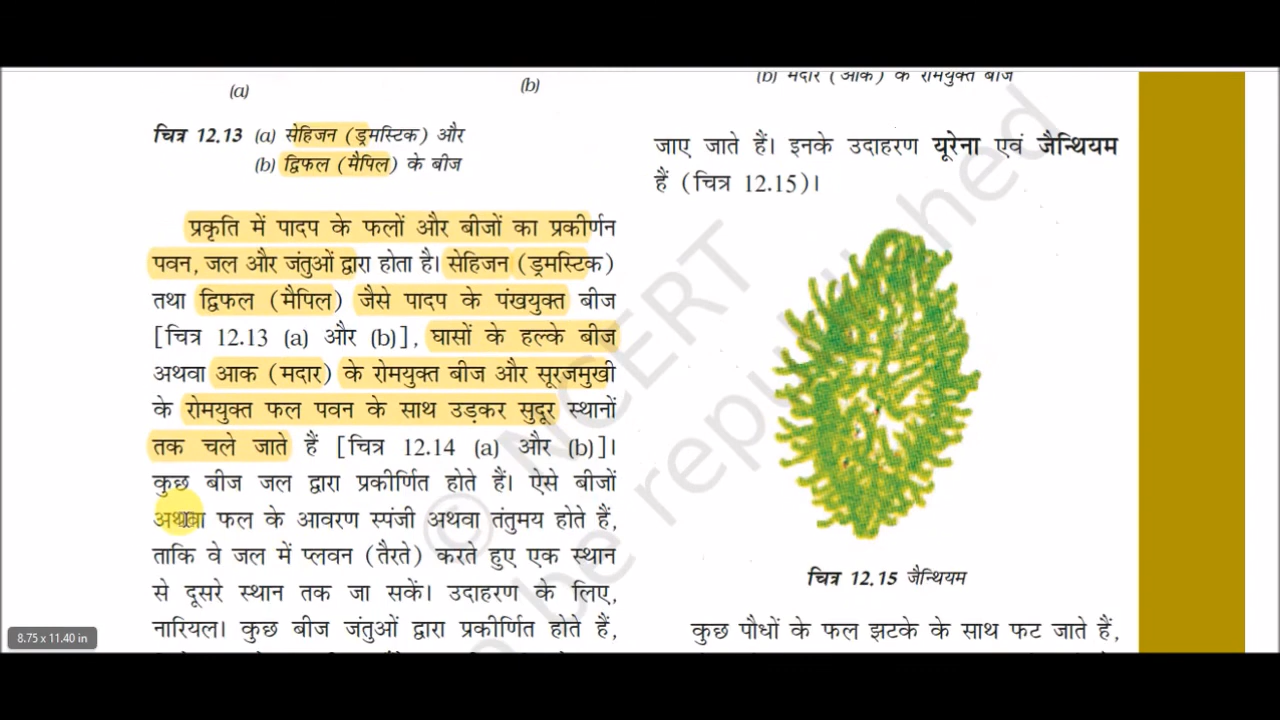 (a)
(b)
चित्र 12.13 (a) सेहिजन (ड्रमस्टिक) और
(b) द्विफल (मैपिल) के बीज
प्रकृति में पादप के फलों और बीजों का प्रकीर्णन
पवन, जल और जंतुओं द्वारा होता है। सेहिजन (ड्रमस्टिक)
तथा द्विफल (मैपिल) जैसे पादप के पंखयुक्त बीज
[चित्र 12.13 (a) और (b)], घासों के हल्के बीज
अथवा आक (मदार) के रोमयुक्त बीज और सूरजमुखी
के रोमयुक्त फल पवन के साथ उड़कर सुदूर स्थानों
तक चले जाते हैं [चित्र 12.14 (a) और (b)]।
कुछ बीज जल द्वारा प्रकीर्णित होते हैं। ऐसे बीजों
अथवा फल के आवरण स्पंजी अथवा तंतुमय होते हैं,
ताकि वे जल में प्लवन (तैरते) करते हुए एक स्थान
से दूसरे स्थान तक जा सकें। उदाहरण के लिए,
नारियल। कुछ बीज जंतुओं द्वारा प्रकीर्णित होते हैं,
(b) मदार (आक) के रोमयुक्त बीज
जाए जाते हैं। इनके उदाहरण यूरेना एवं जैन्थियम
हैं (चित्र 12.15)।
चित्र 12.15 जैन्थियम
कुछ पौधों के फल झटके के साथ फट जाते हैं,
© NCERT
be republished
8.75 x 11.40 in